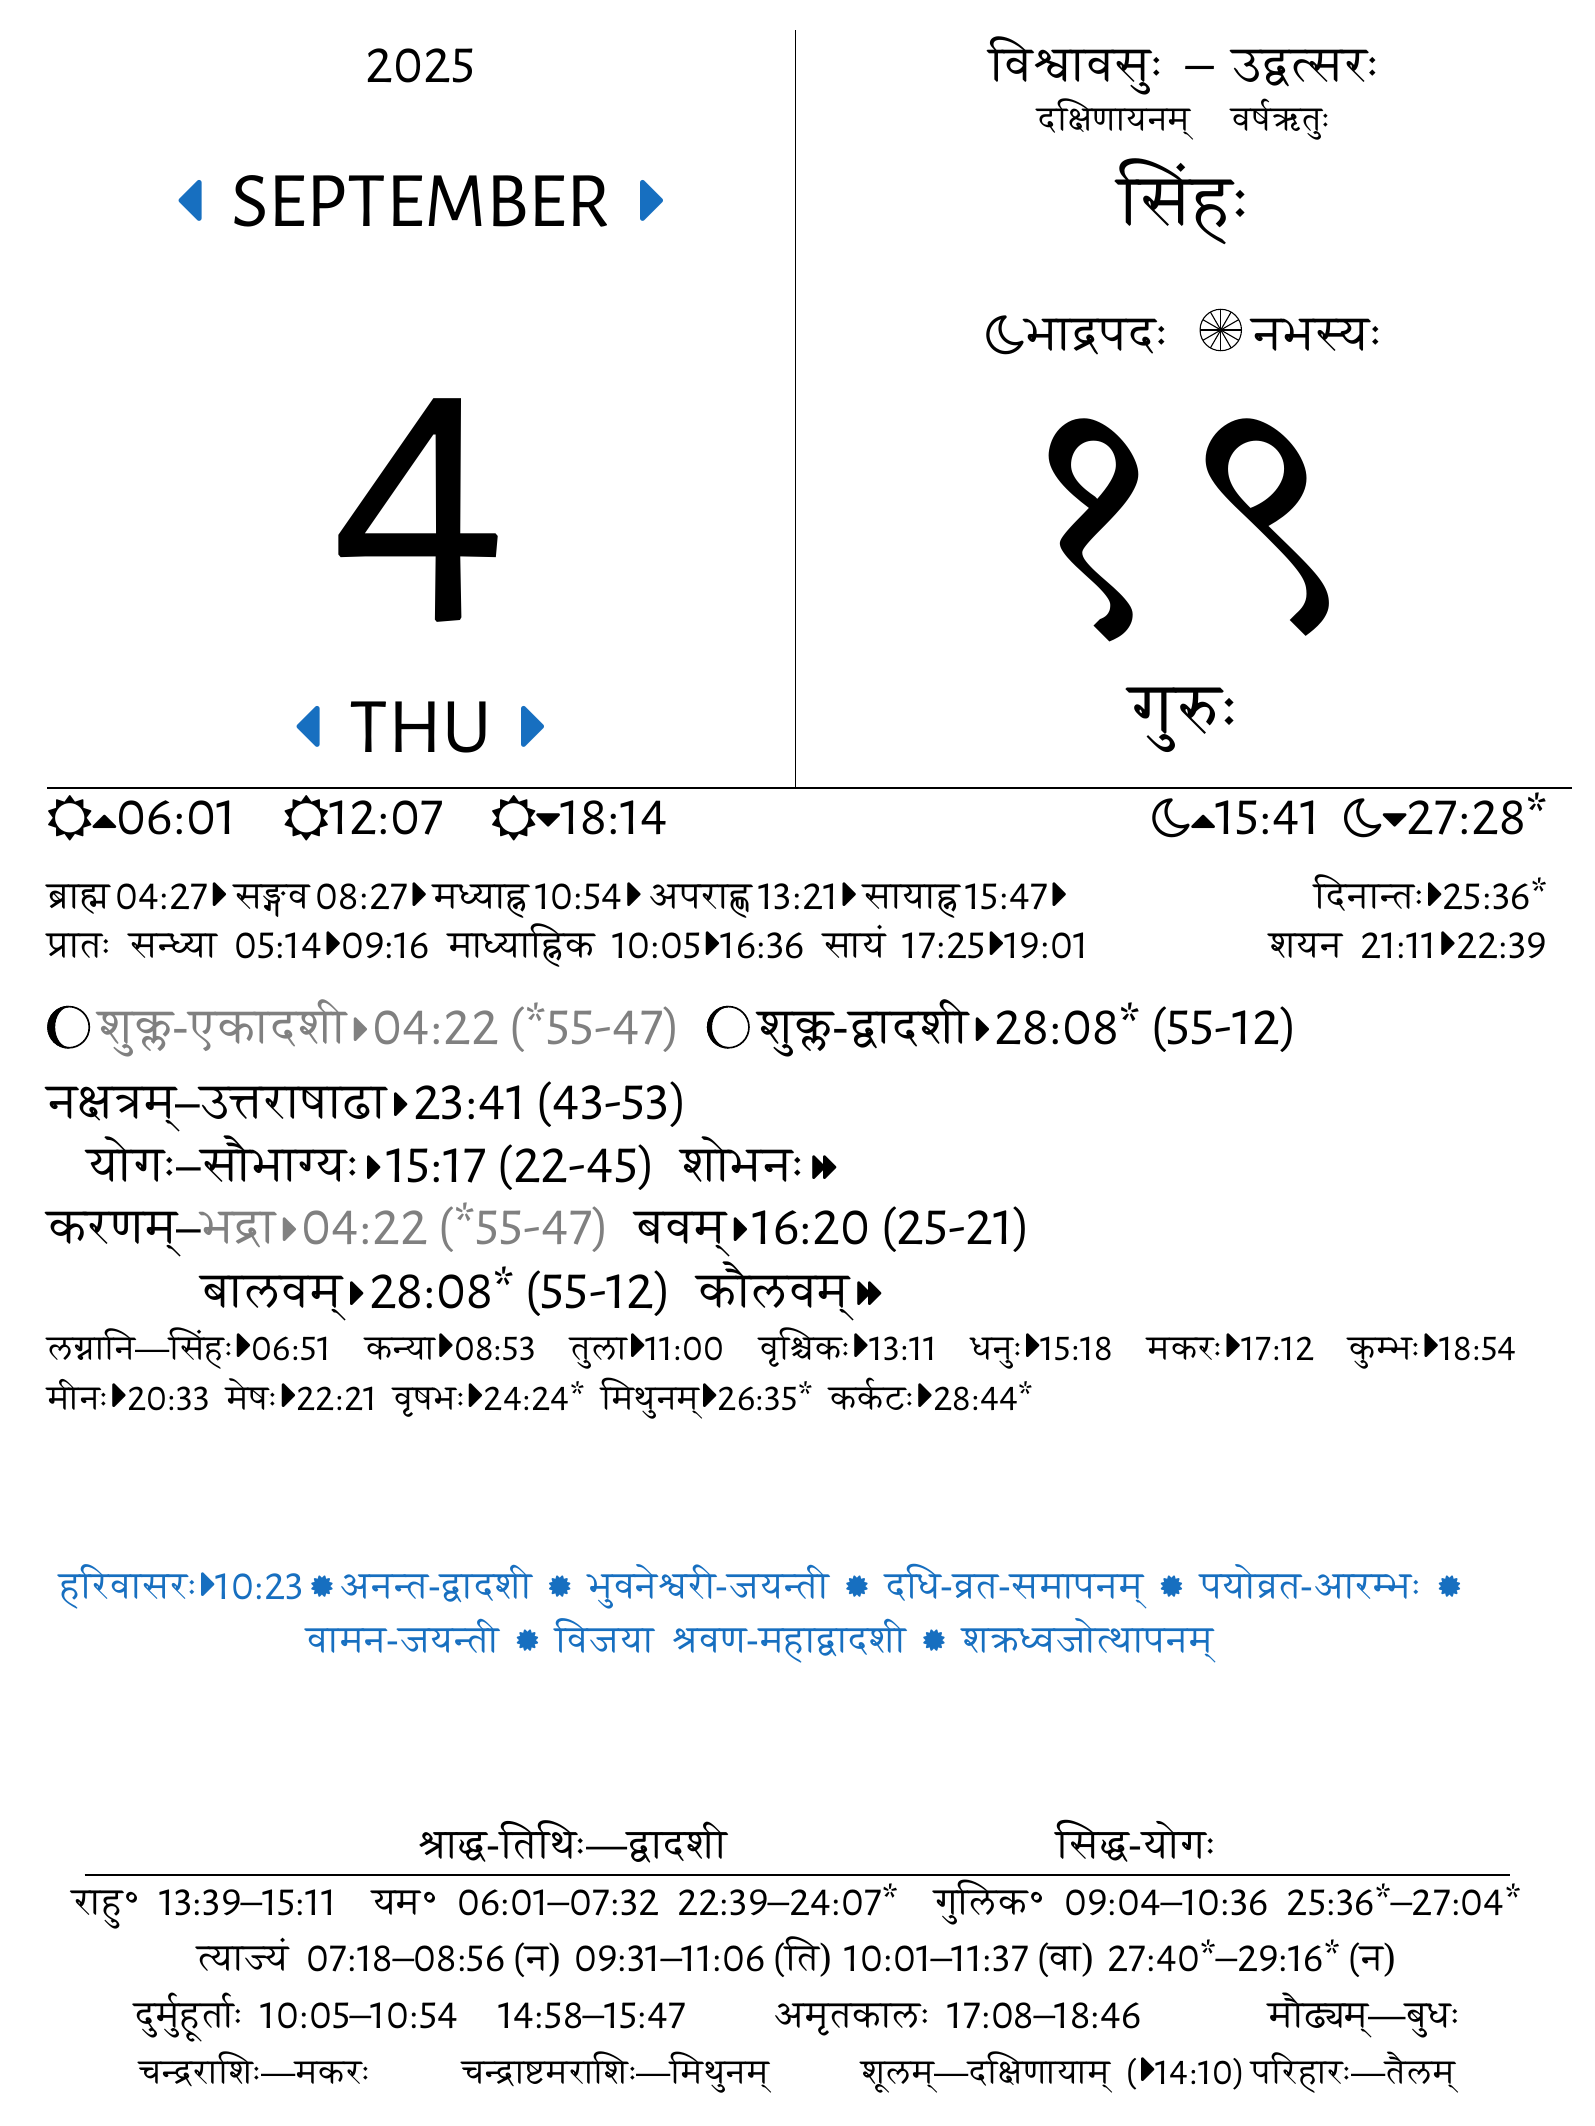 2025
SEPTEMBER
4
THU
विश्वावसुः – उद्वत्सरः
दक्षिणायनम् वर्षऋतुः
सिंहः
भाद्रपदः नभस्यः
१९
गुरुः
06:01 12:07 18:14 15:41 27:28*
ब्राह्म 04:27 सङ्गव 08:27 मध्याह्न 10:54 अपराह्ण 13:21 सायाह्न 15:47 दिनान्तः 25:36*
प्रातः सन्ध्या 05:14 09:16 माध्याह्निक 10:05 16:36 सायं 17:25 19:01 शयन 21:11 22:39
शुक्ल-एकादशी 04:22 (*55-47) शुक्ल-द्वादशी 28:08* (55-12)
नक्षत्रम्–उत्तराषाढा 23:41 (43-53)
योगः–सौभाग्यः 15:17 (22-45) शोभनः
करणम्–भद्रा 04:22 (*55-47) बवम् 16:20 (25-21)
बालवम् 28:08* (55-12) कौलवम्
लग्नानि—सिंहः 06:51 कन्या 08:53 तुला 11:00 वृश्चिकः 13:11 धनुः 15:18 मकरः 17:12 कुम्भः 18:54
मीनः 20:33 मेषः 22:21 वृषभः 24:24* मिथुनम् 26:35* कर्कटः 28:44*
हरिवासरः 10:23 अनन्त-द्वादशी भुवनेश्वरी-जयन्ती दधि-व्रत-समापनम् पयोव्रत-आरम्भः
वामन-जयन्ती विजया श्रवण-महाद्वादशी शक्रध्वजोत्थापनम्
श्राद्ध-तिथिः—द्वादशी सिद्ध-योगः
राहु॰ 13:39–15:11 यम॰ 06:01–07:32 22:39–24:07* गुलिक॰ 09:04–10:36 25:36*–27:04*
त्याज्यं 07:18–08:56 (न) 09:31–11:06 (ति) 10:01–11:37 (वा) 27:40*–29:16* (न)
दुर्मुहूर्ताः 10:05–10:54 14:58–15:47 अमृतकालः 17:08–18:46 मौढ्यम्—बुधः
चन्द्रराशिः—मकरः चन्द्राष्टमराशिः—मिथुनम् शूलम्—दक्षिणायाम् (14:10) परिहारः—तैलम्